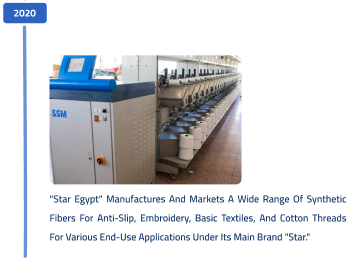 2020
SSM
"Star Egypt" Manufactures And Markets A Wide Range Of Synthetic
Fibers For Anti-Slip, Embroidery, Basic Textiles, And Cotton Threads
For Various End-Use Applications Under Its Main Brand "Star."